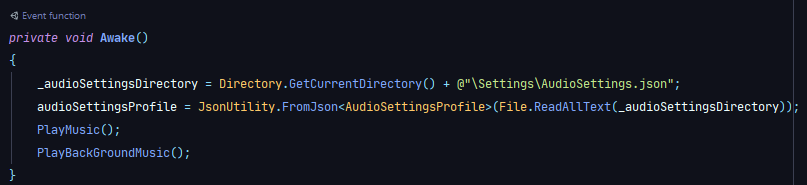 Event function
private void Awake()
{
_audioSettingsDirectory = Directory.GetCurrentDirectory() + @"\Settings\AudioSettings.json";
audioSettingsProfile = JsonUtility.FromJson<AudioSettingsProfile>(File.ReadAllText(_audioSettingsDirectory));
PlayMusic();
PlayBackGroundMusic();
}